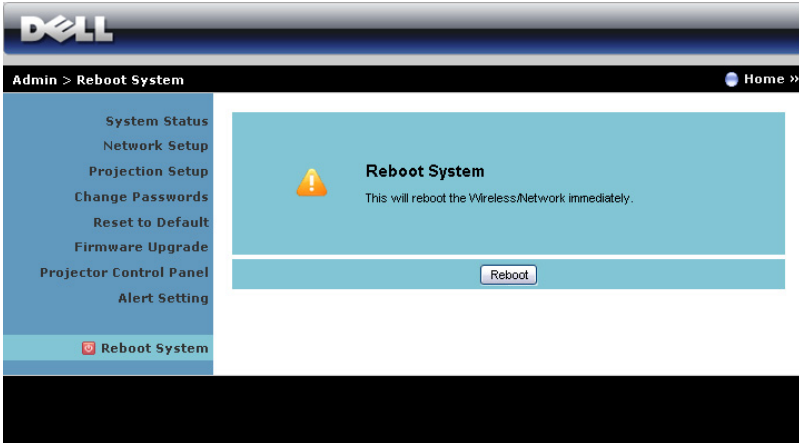 DELL
Admin > Reboot System
Home »
System Status
Network Setup
Projection Setup
Change Passwords
Reset to Default
Firmware Upgrade
Projector Control Panel
Alert Setting
Reboot System
Reboot System
This will reboot the Wireless/Network immediately.
Reboot